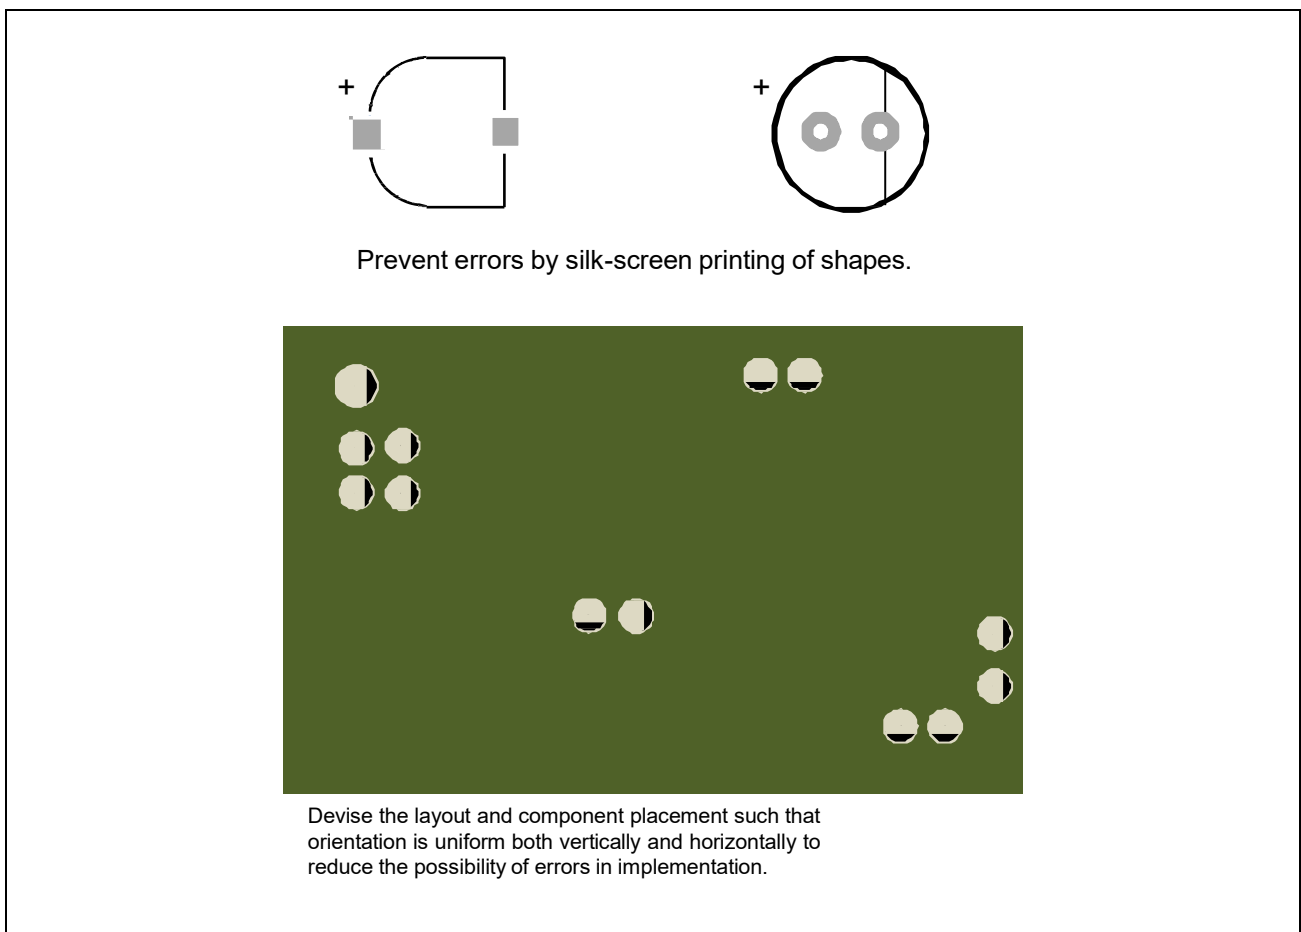 +
+
Prevent errors by silk-screen printing of shapes.
Devise the layout and component placement such that
orientation is uniform both vertically and horizontally to
reduce the possibility of errors in implementation.